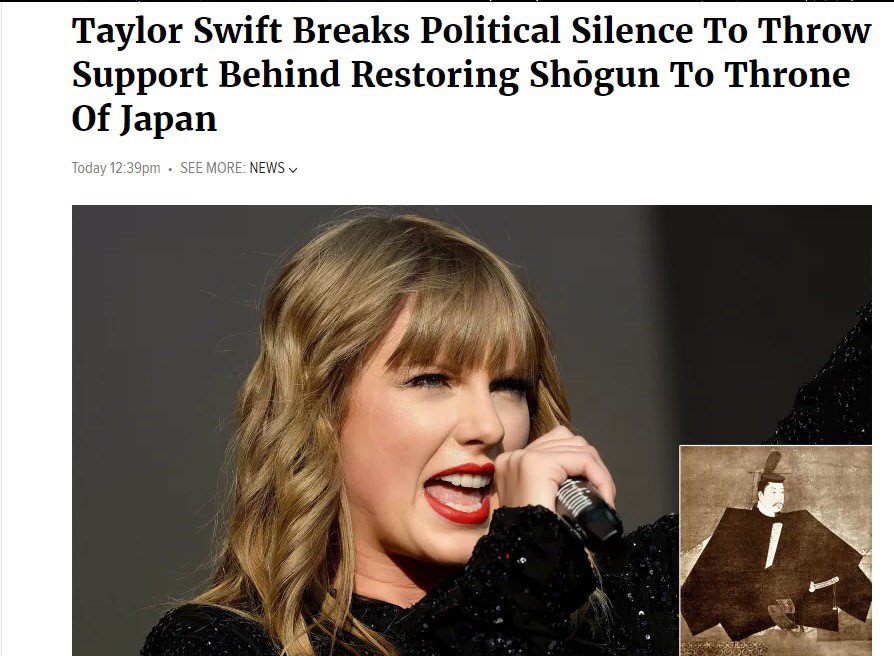 Taylor Swift Breaks Political Silence To Throw
Support Behind Restoring Shōgun To Throne
Of Japan
Today 12:39pm • SEE MORE: NEWS